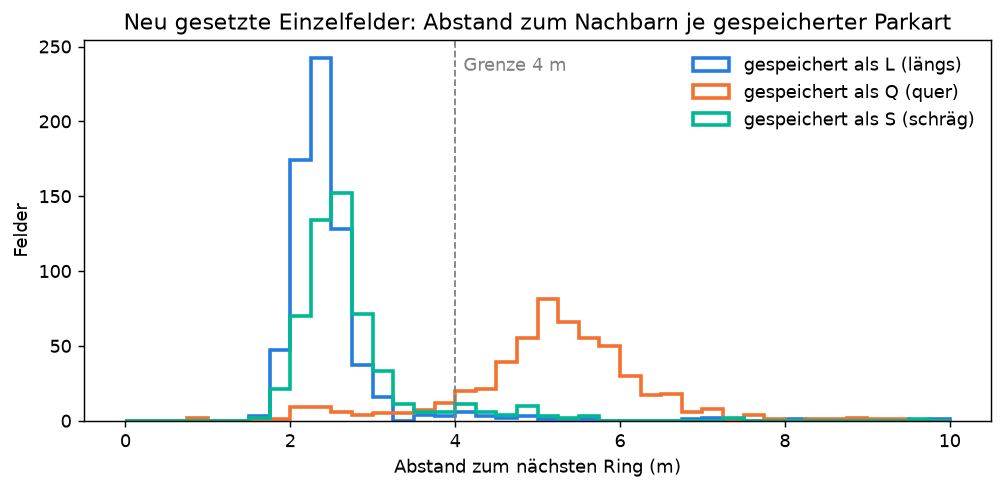 Neu gesetzte Einzelfelder: Abstand zum Nachbarn je gespeicherter Parkart
250
200
150
100
50
0
Felder
Grenze 4 m
gespeichert als L (längs)
gespeichert als Q (quer)
gespeichert als S (schräg)
0 2 4 6 8 10
Abstand zum nächsten Ring (m)